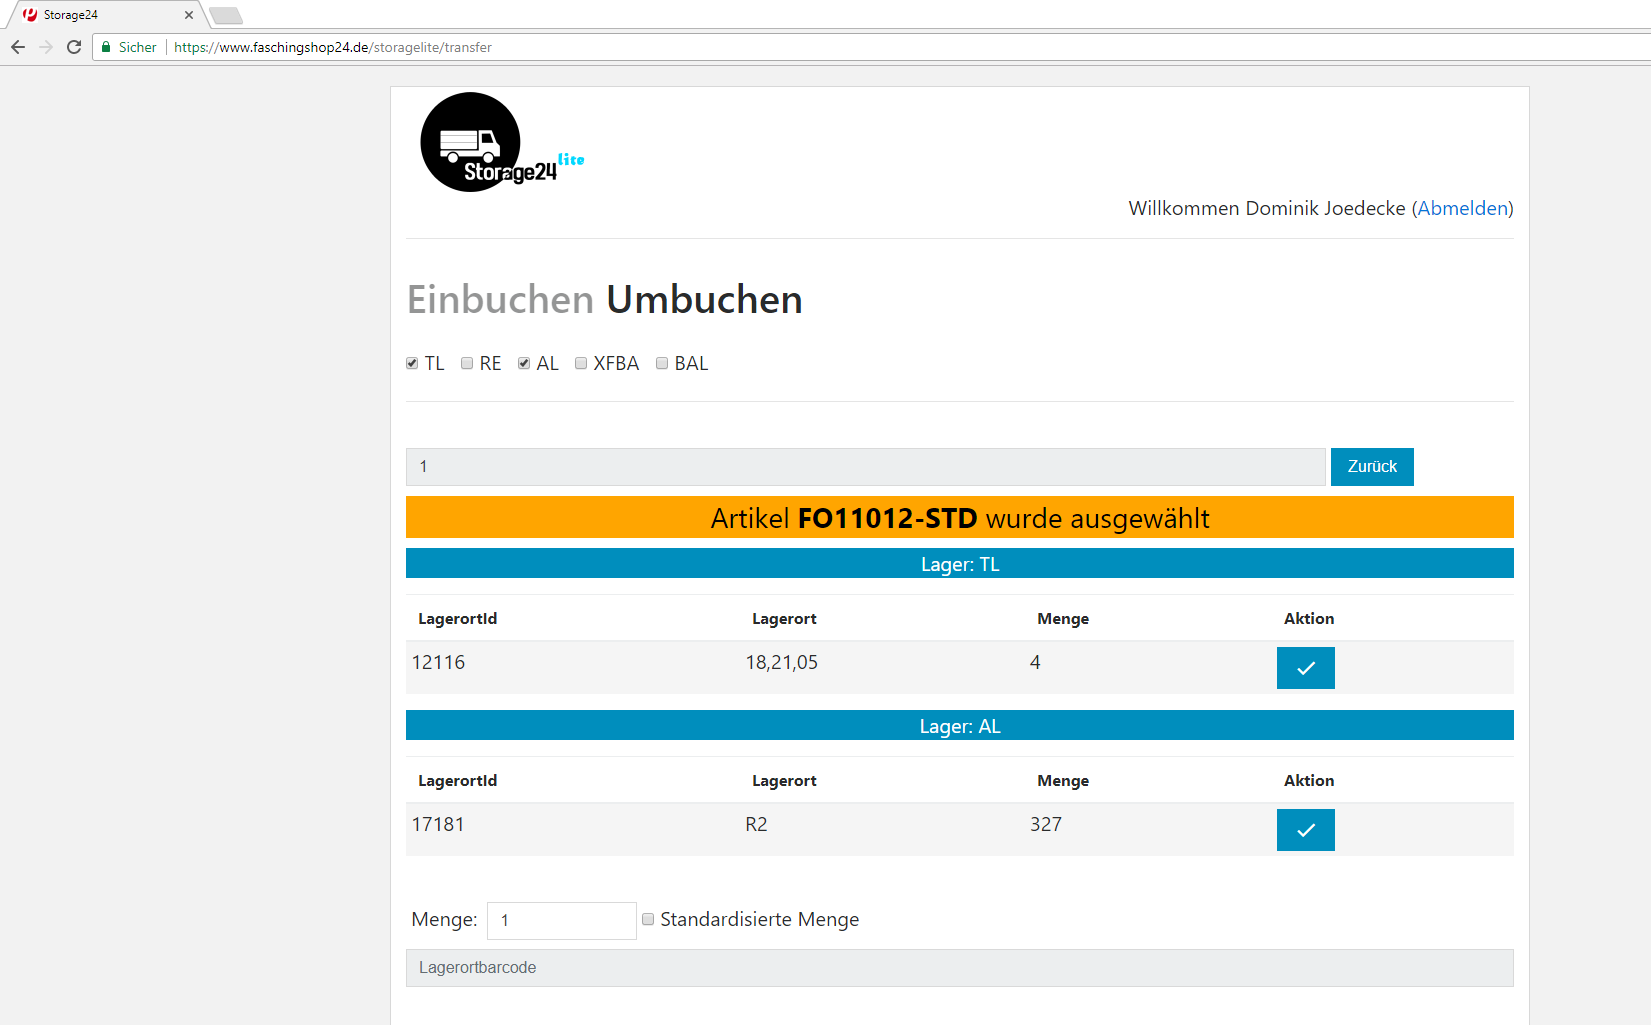 Storage24
Sicher https://www.faschingshop24.de/storagelite/transfer
Storage24 lite
Willkommen Dominik Joedecke (Abmelden)
Einbuchen Umbuchen
TL RE AL XFBA BAL
1 Zurück
Artikel FO11012-STD wurde ausgewählt
Lager: TL
LagerortId Lagerort Menge Aktion
12116 18,21,05 4
Lager: AL
LagerortId Lagerort Menge Aktion
17181 R2 327
Menge: 1 Standardisierte Menge
Lagerortbarcode